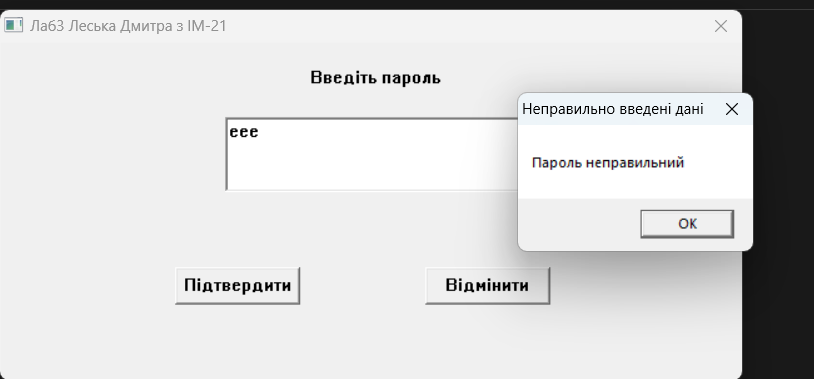 Лаб3 Леська Дмитра з ІМ-21
Введіть пароль
еее
Неправильно введені дані
Пароль неправильний
OK
Підтвердити
Відмінити